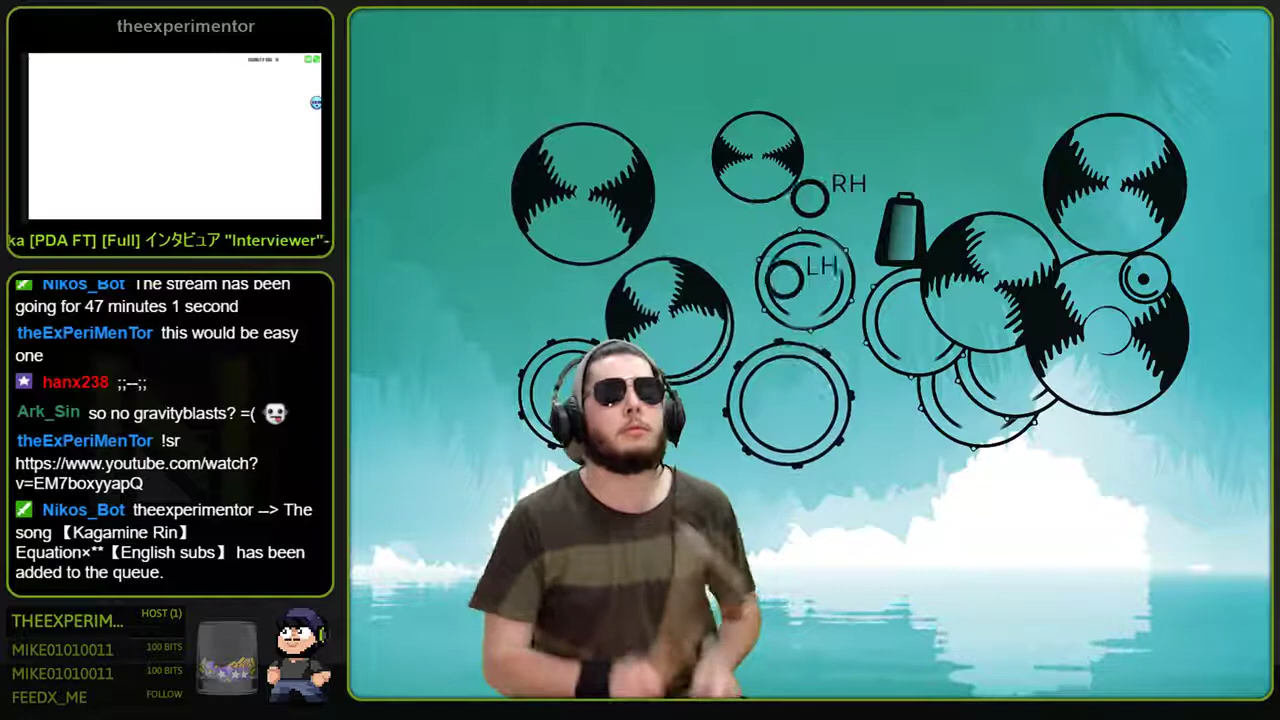 theexperimentor
ka [PDA FT] [Full] インタビュア "Interviewer"-
Nikos_Bot The stream has been
going for 47 minutes 1 second
theExPeriMenTor this would be easy
one
hanx238 ;;--;;
Ark_Sin so no gravityblasts? =(
theExPeriMenTor !sr
https://www.youtube.com/watch?
v=EM7boxyyapQ
Nikos_Bot theexperimentor --> The
song 【Kagamine Rin】
Equation×**【English subs】 has been
added to the queue.
THEEXPERIM... HOST (1)
MIKE01010011 100 BITS
MIKE01010011 100 BITS
FEEDX_ME FOLLOW
RH
LH